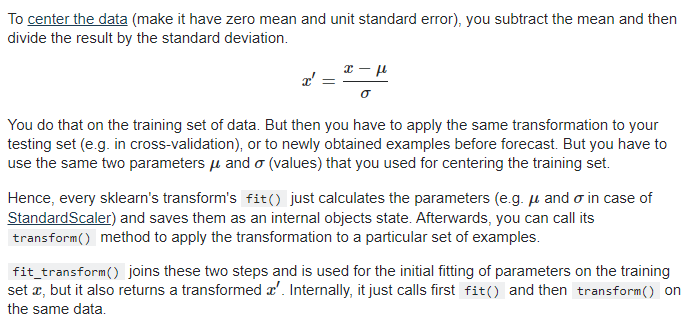 To center the data (make it have zero mean and unit standard error), you subtract the mean and then
divide the result by the standard deviation.
x′ = (x − μ) / σ
You do that on the training set of data. But then you have to apply the same transformation to your
testing set (e.g. in cross-validation), or to newly obtained examples before forecast. But you have to
use the same two parameters μ and σ (values) that you used for centering the training set.
Hence, every sklearn's transform's fit() just calculates the parameters (e.g. μ and σ in case of
StandardScaler) and saves them as an internal objects state. Afterwards, you can call its
transform() method to apply the transformation to a particular set of examples.
fit_transform() joins these two steps and is used for the initial fitting of parameters on the training
set x, but it also returns a transformed x′. Internally, it just calls first fit() and then transform() on
the same data.